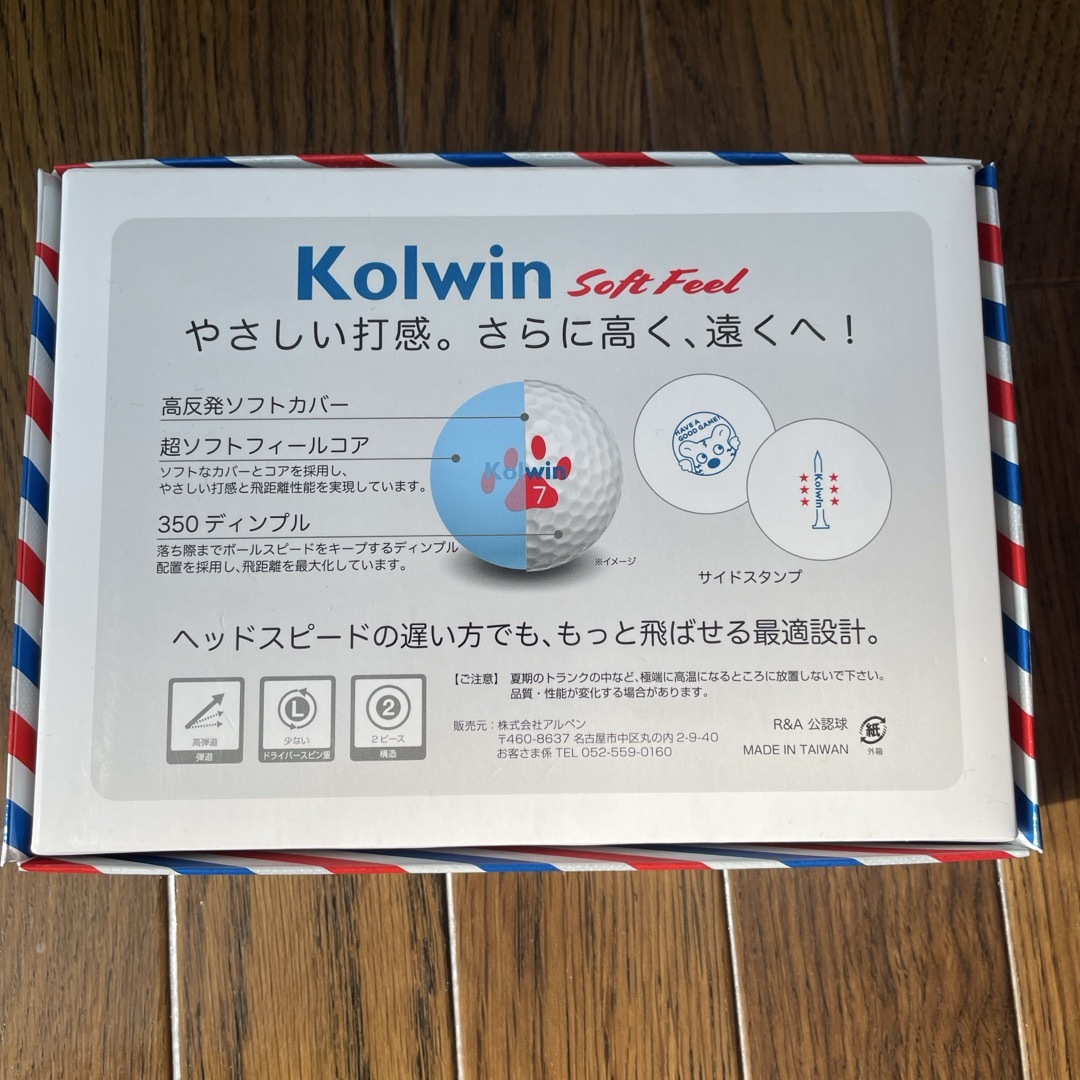 Kolwin Soft Feel
やさしい打感。さらに高く、遠くへ！
高反発ソフトカバー
超ソフトフィールコア
ソフトなカバーとコアを採用し、
やさしい打感と飛距離性能を実現しています。
350 ディンプル
落ち際までボールスピードをキープするディンプル
配置を採用し、飛距離を最大化しています。
Kolwin
7
※イメージ
HAVE A
GOOD GAME!
Kolwin
サイドスタンプ
ヘッドスピードの遅い方でも、もっと飛ばせる最適設計。
高弾道
弾道
L
少ない
ドライバースピン量
2
2ピース
構造
【ご注意】 夏期のトランクの中など、極端に高温になるところに放置しないで下さい。
品質・性能が変化する場合があります。
販売元：株式会社アルペン
〒460-8637 名古屋市中区丸の内 2-9-40
お客さま係 TEL 052-559-0160
R&A 公認球
MADE IN TAIWAN
紙
外箱